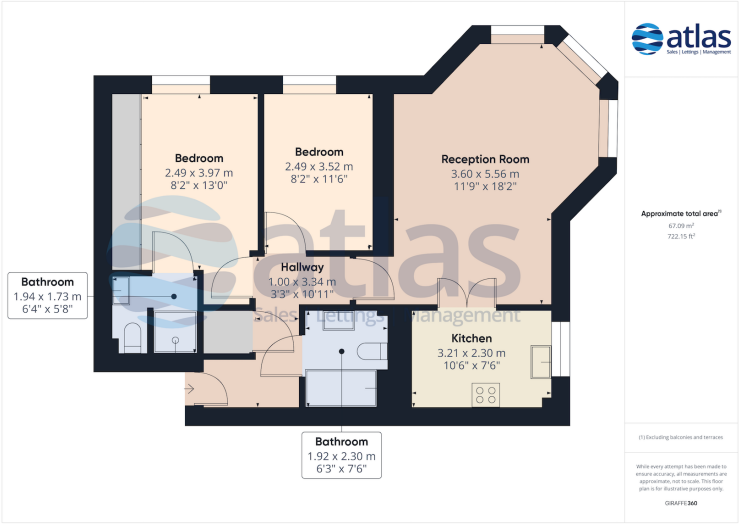 Bedroom
2.49 x 3.97 m
8'2" x 13'0"
Bedroom
2.49 x 3.52 m
8'2" x 11'6"
Reception Room
3.60 x 5.56 m
11'9" x 18'2"
Hallway
1.00 x 3.34 m
3'3" x 10'11"
Bathroom
1.94 x 1.73 m
6'4" x 5'8"
Kitchen
3.21 x 2.30 m
10'6" x 7'6"
Bathroom
1.92 x 2.30 m
6'3" x 7'6"
atlas
Sales | Lettings | Management
atlas
Sales | Lettings | Management
Approximate total area⁽¹⁾
67.09 m²
722.15 ft²
(1) Excluding balconies and terraces
While every attempt has been made to
ensure accuracy, all measurements are
approximate, not to scale. This floor
plan is for illustrative purposes only.
GIRAFFE360